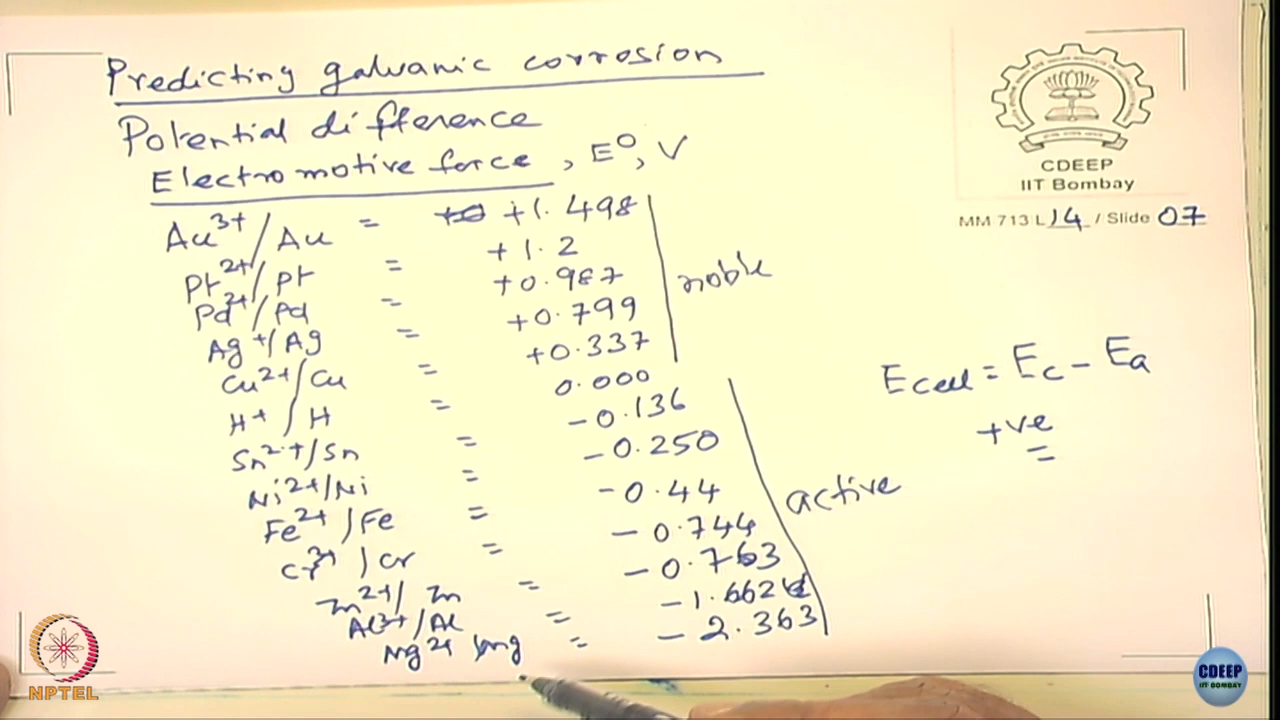 Predicting galvanic corrosion
Potential difference
Electromotive force, E⁰, V
Au³⁺/Au = +1.498
Pt²⁺/Pt = +1.2
Pd²⁺/Pd = +0.987
Ag⁺/Ag = +0.799
Cu²⁺/Cu = +0.337
H⁺/H = 0.000
Sn²⁺/Sn = -0.136
Ni²⁺/Ni = -0.250
Fe²⁺/Fe = -0.44
Cr³⁺/Cr = -0.744
Zn²⁺/Zn = -0.763
Al³⁺/Al = -1.662
Mg²⁺/Mg = -2.363
noble
active
Ecell = Ec - Ea
+ve
CDEEP
IIT Bombay
MM 713 L14 / Slide 07
NPTEL
CDEEP
IIT BOMBAY